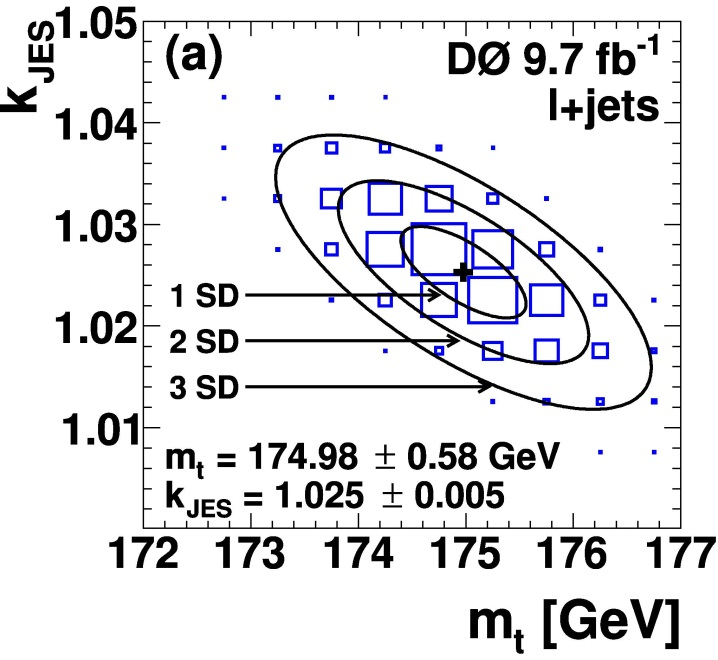 k_JES
1.05
1.04
1.03
1.02
1.01
(a)
DØ 9.7 fb⁻¹
l+jets
1 SD
2 SD
3 SD
m_t = 174.98 ± 0.58 GeV
k_JES = 1.025 ± 0.005
172 173 174 175 176 177
m_t [GeV]